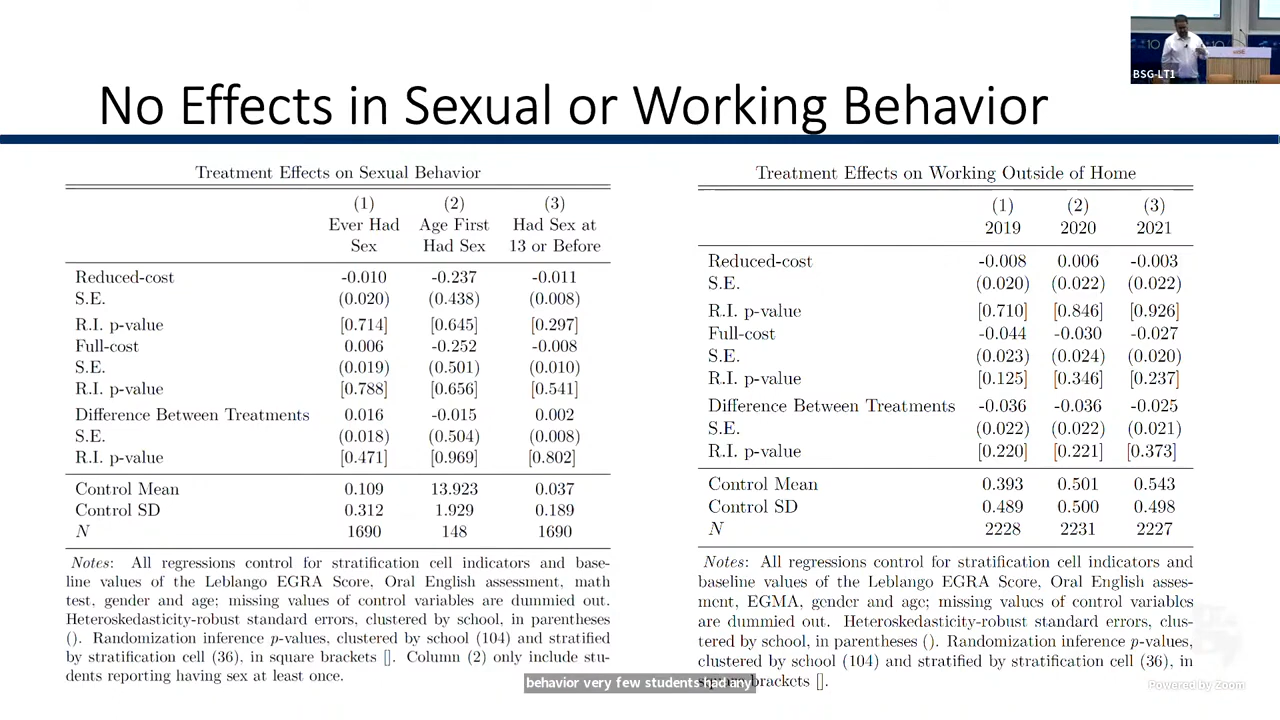 BSG-LT1
No Effects in Sexual or Working Behavior
Treatment Effects on Sexual Behavior
(1) (2) (3)
Ever Had Age First Had Sex at
Sex Had Sex 13 or Before
Reduced-cost -0.010 -0.237 -0.011
S.E. (0.020) (0.438) (0.008)
R.I. p-value [0.714] [0.645] [0.297]
Full-cost 0.006 -0.252 -0.008
S.E. (0.019) (0.501) (0.010)
R.I. p-value [0.788] [0.656] [0.541]
Difference Between Treatments 0.016 -0.015 0.002
S.E. (0.018) (0.504) (0.008)
R.I. p-value [0.471] [0.969] [0.802]
Control Mean 0.109 13.923 0.037
Control SD 0.312 1.929 0.189
N 1690 148 1690
Notes: All regressions control for stratification cell indicators and base-
line values of the Leblango EGRA Score, Oral English assessment, math
test, gender and age; missing values of control variables are dummied out.
Heteroskedasticity-robust standard errors, clustered by school, in parentheses
(). Randomization inference p-values, clustered by school (104) and stratified
by stratification cell (36), in square brackets []. Column (2) only include stu-
dents reporting having sex at least once.
Treatment Effects on Working Outside of Home
(1) (2) (3)
2019 2020 2021
Reduced-cost -0.008 0.006 -0.003
S.E. (0.020) (0.022) (0.022)
R.I. p-value [0.710] [0.846] [0.926]
Full-cost -0.044 -0.030 -0.027
S.E. (0.023) (0.024) (0.020)
R.I. p-value [0.125] [0.346] [0.237]
Difference Between Treatments -0.036 -0.036 -0.025
S.E. (0.022) (0.022) (0.021)
R.I. p-value [0.220] [0.221] [0.373]
Control Mean 0.393 0.501 0.543
Control SD 0.489 0.500 0.498
N 2228 2231 2227
Notes: All regressions control for stratification cell indicators and
baseline values of the Leblango EGRA Score, Oral English asses-
ment, EGMA, gender and age; missing values of control variables
are dummied out. Heteroskedasticity-robust standard errors, clus-
tered by school, in parentheses (). Randomization inference p-values,
clustered by school (104) and stratified by stratification cell (36), in
brackets [].
behavior very few students had any
Powered by Zoom